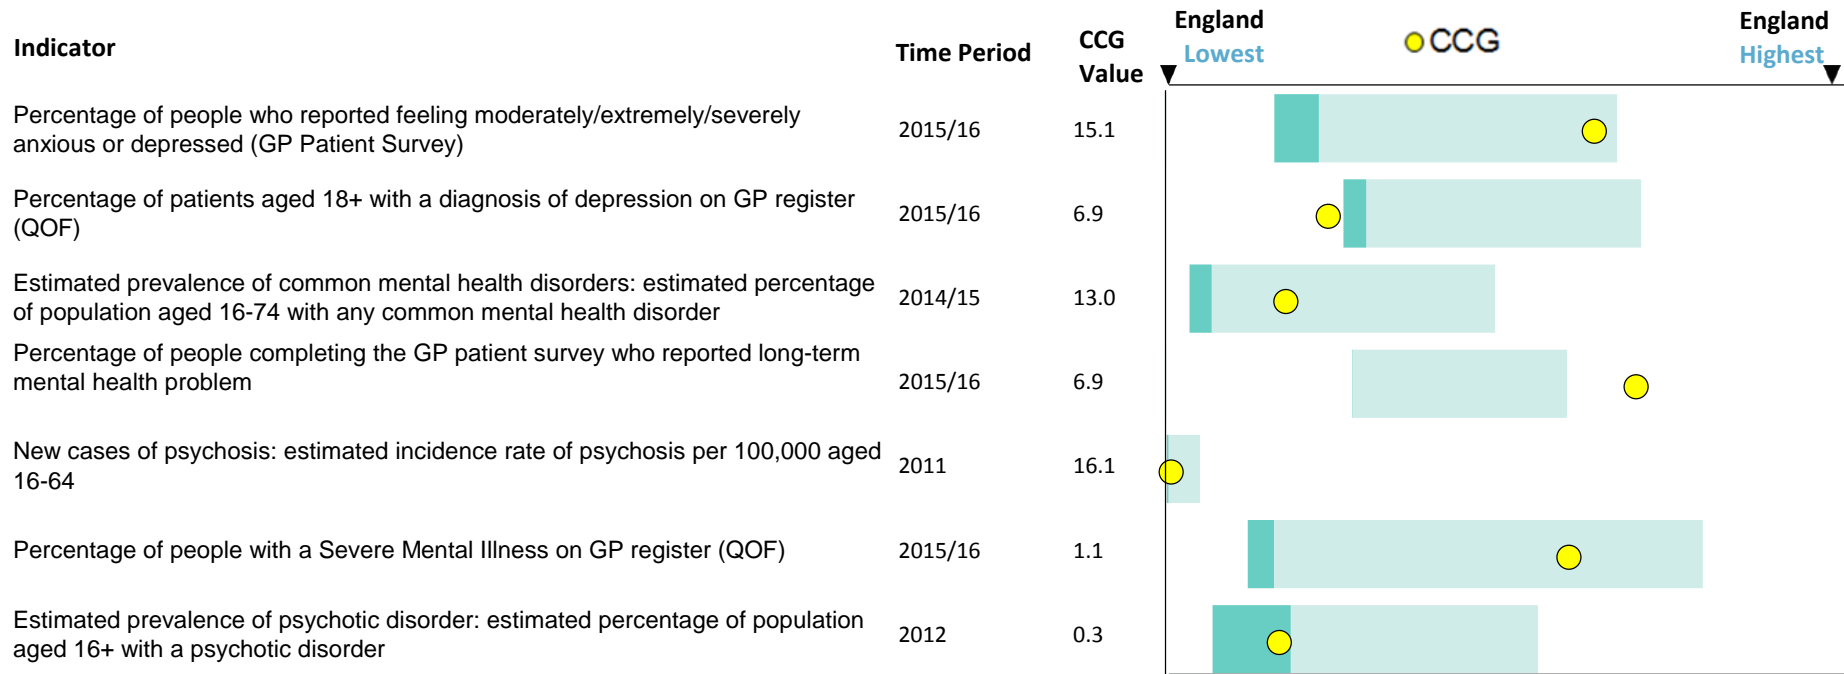 Indicator
Time Period
CCG
Value
England
Lowest
CCG
England
Highest
Percentage of people who reported feeling moderately/extremely/severely
anxious or depressed (GP Patient Survey)
2015/16
15.1
Percentage of patients aged 18+ with a diagnosis of depression on GP register
(QOF)
2015/16
6.9
Estimated prevalence of common mental health disorders: estimated percentage
of population aged 16-74 with any common mental health disorder
2014/15
13.0
Percentage of people completing the GP patient survey who reported long-term
mental health problem
2015/16
6.9
New cases of psychosis: estimated incidence rate of psychosis per 100,000 aged
16-64
2011
16.1
Percentage of people with a Severe Mental Illness on GP register (QOF)
2015/16
1.1
Estimated prevalence of psychotic disorder: estimated percentage of population
aged 16+ with a psychotic disorder
2012
0.3